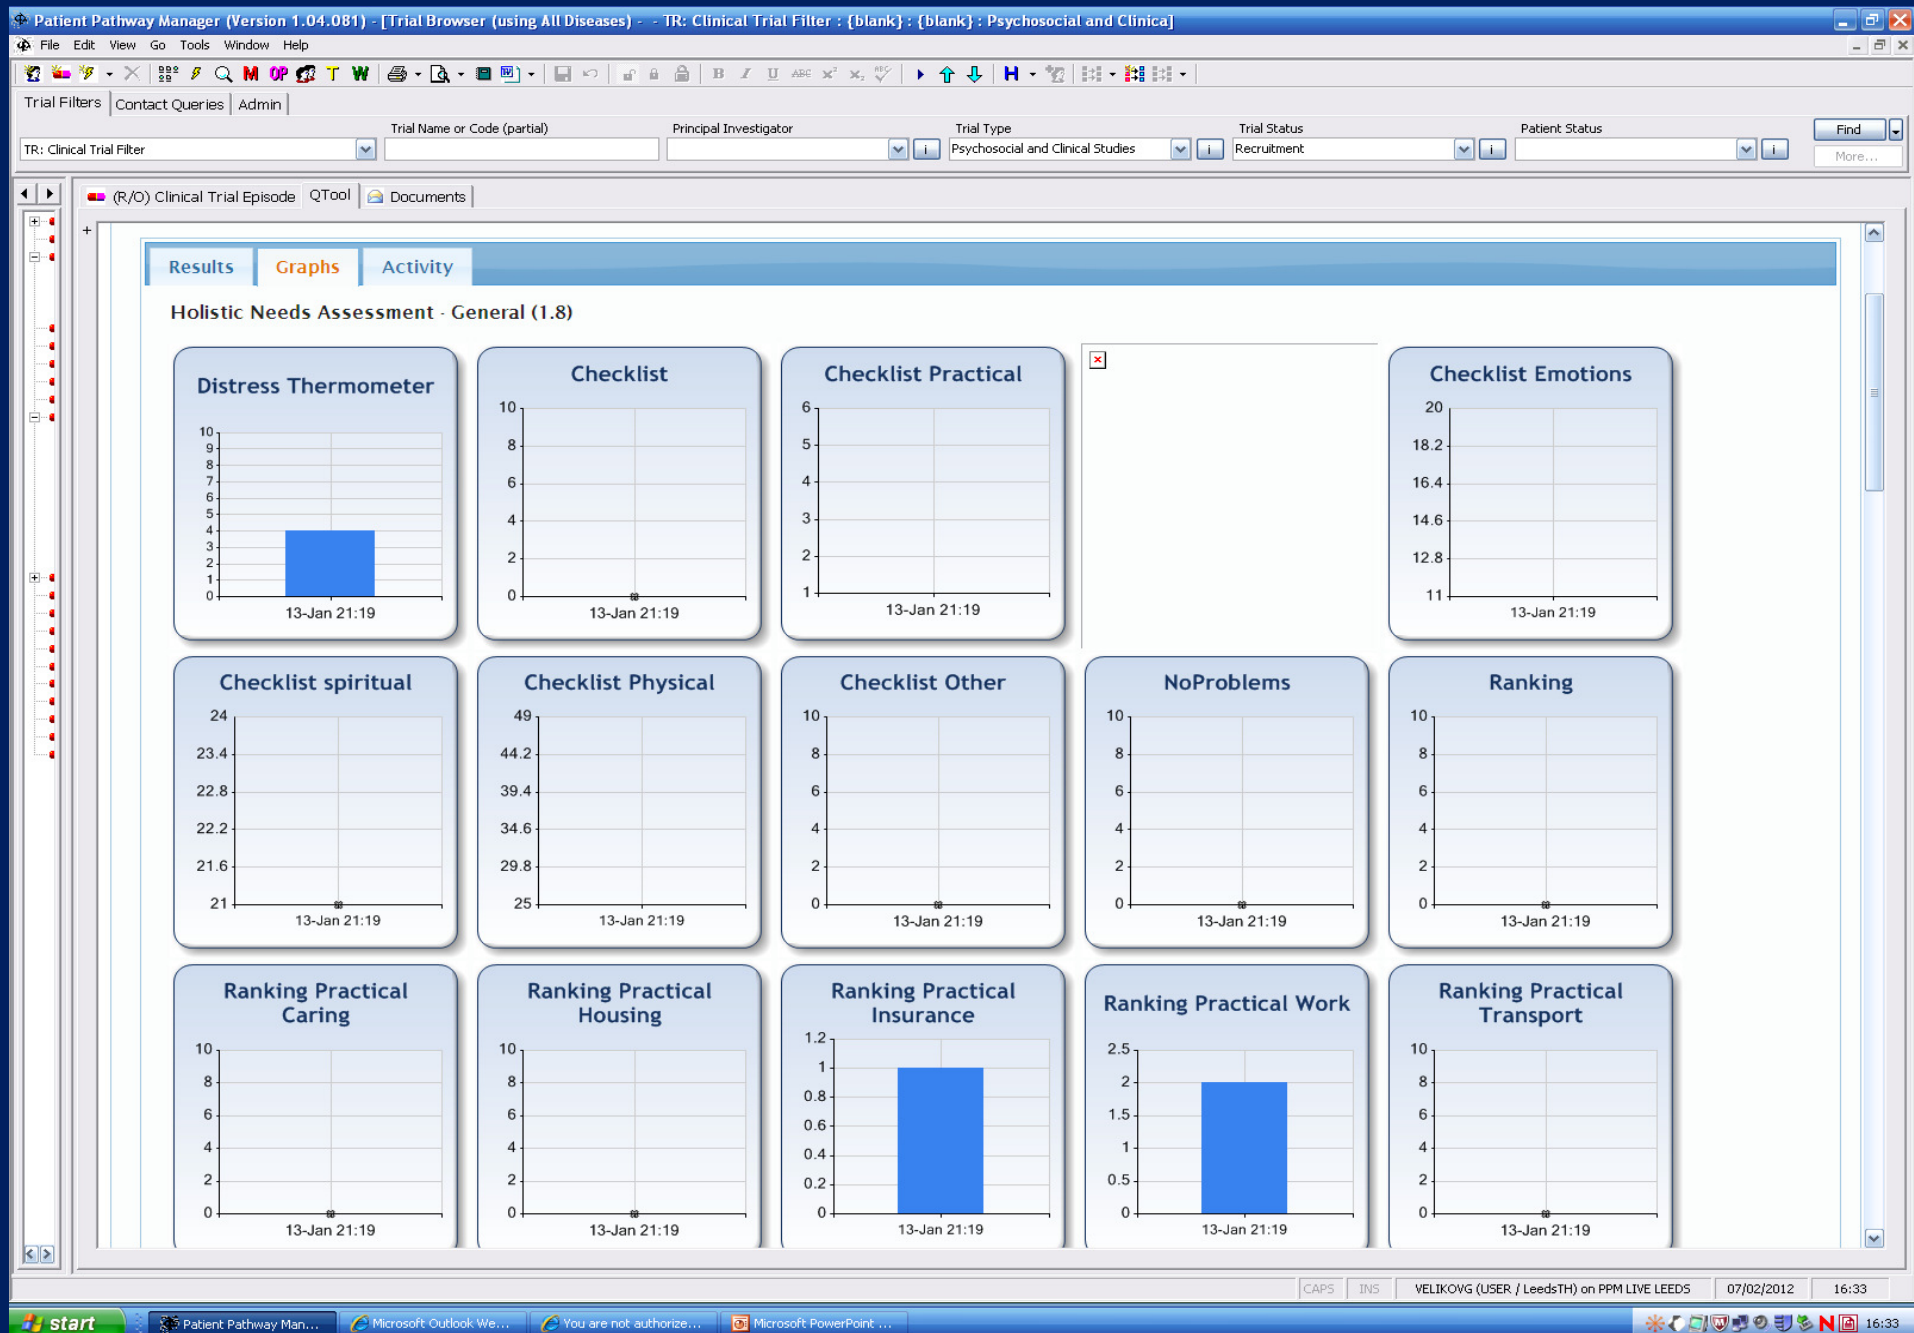 Patient Pathway Manager (Version 1.04.081) - [Trial Browser (using All Diseases) - - TR: Clinical Trial Filter : {blank} : {blank} : Psychosocial and Clinica]
File Edit View Go Tools Window Help
M OP T W B I U ABC x² x₂ ABC H
Trial Filters Contact Queries Admin
Trial Name or Code (partial) Principal Investigator Trial Type Trial Status Patient Status Find
TR: Clinical Trial Filter i Psychosocial and Clinical Studies i Recruitment i i More...
(R/O) Clinical Trial Episode QTool Documents
Results Graphs Activity
Holistic Needs Assessment - General (1.8)
Distress Thermometer
10
9
8
7
6
5
4
3
2
1
0
13-Jan 21:19
Checklist
10
8
6
4
2
0
13-Jan 21:19
Checklist Practical
6
5
4
3
2
1
13-Jan 21:19
Checklist Emotions
20
18.2
16.4
14.6
12.8
11
13-Jan 21:19
Checklist spiritual
24
23.4
22.8
22.2
21.6
21
13-Jan 21:19
Checklist Physical
49
44.2
39.4
34.6
29.8
25
13-Jan 21:19
Checklist Other
10
8
6
4
2
0
13-Jan 21:19
NoProblems
10
8
6
4
2
0
13-Jan 21:19
Ranking
10
8
6
4
2
0
13-Jan 21:19
Ranking Practical
Caring
10
8
6
4
2
0
13-Jan 21:19
Ranking Practical
Housing
10
8
6
4
2
0
13-Jan 21:19
Ranking Practical
Insurance
1.2
1
0.8
0.6
0.4
0.2
0
13-Jan 21:19
Ranking Practical Work
2.5
2
1.5
1
0.5
0
13-Jan 21:19
Ranking Practical
Transport
10
8
6
4
2
0
13-Jan 21:19
CAPS INS VELIKOVG (USER / LeedsTH) on PPM LIVE LEEDS 07/02/2012 16:33
start Patient Pathway Man... Microsoft Outlook We... You are not authorize... Microsoft PowerPoint ... N 16:33